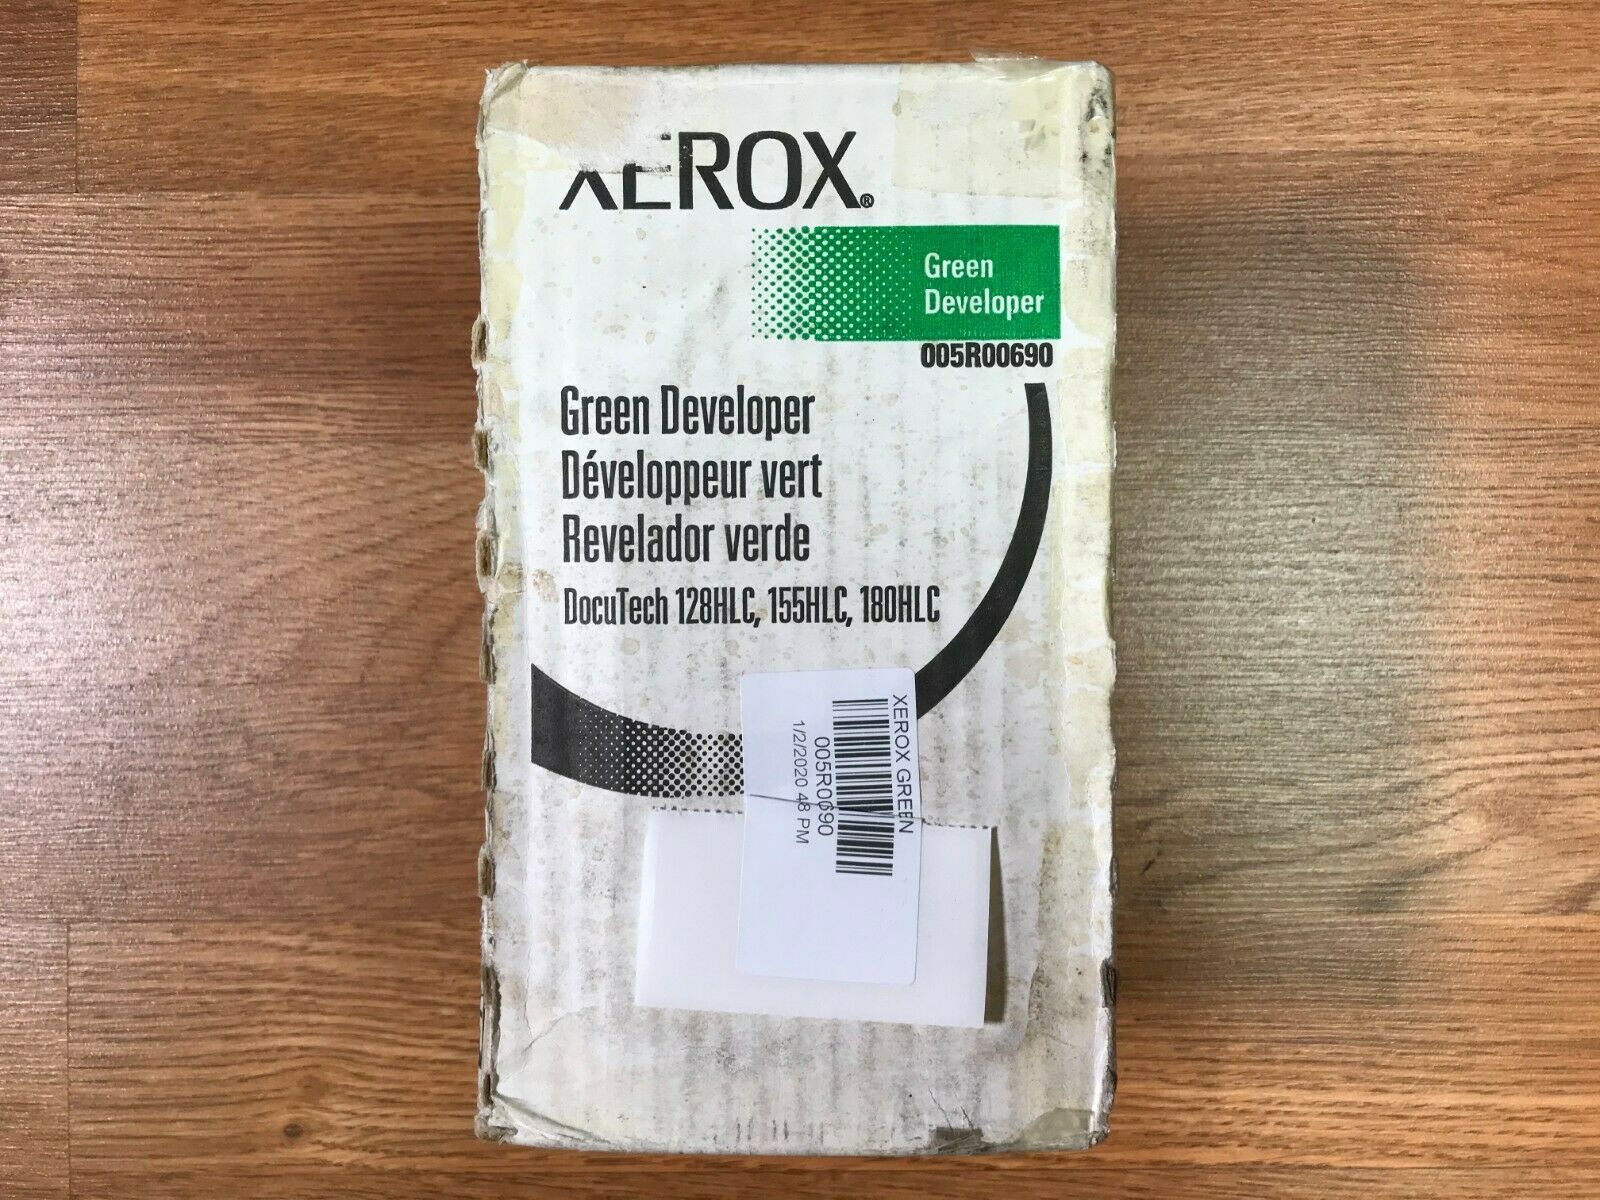 XEROX®
Green
Developer
005R00690
Green Developer
Développeur vert
Revelador verde
DocuTech 128HLC, 155HLC, 180HLC
XEROX GREEN
005R0690
1/2/2020 48 PM